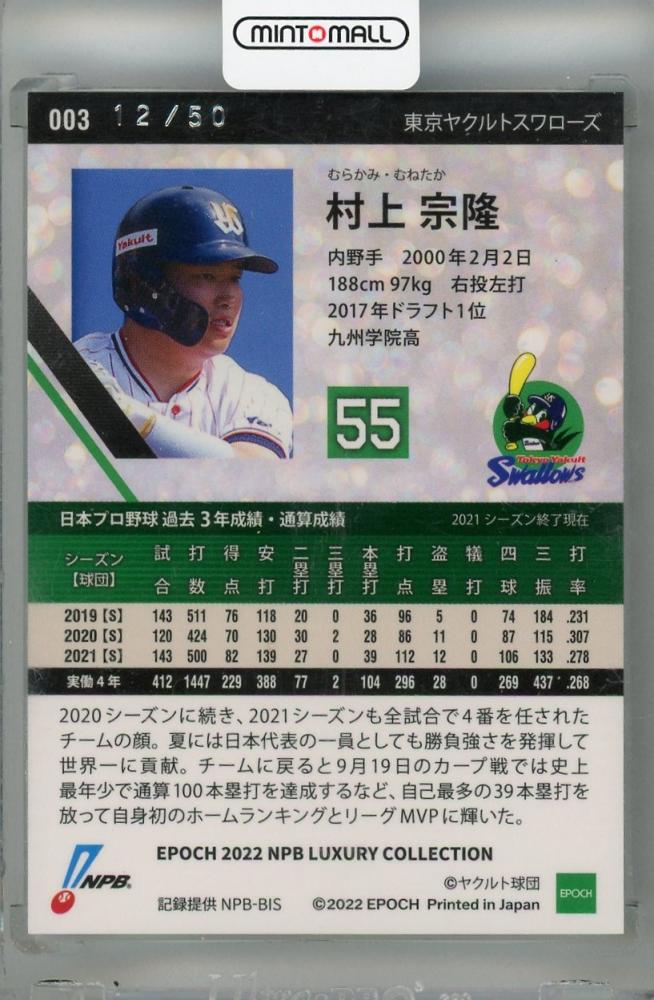 MINTOMALL
003 12/50 東京ヤクルトスワローズ
むらかみ・むねたか
村上 宗隆
内野手 2000年2月2日
188cm 97kg 右投左打
2017年ドラフト1位
九州学院高
Yakult
55
Tokyo Yakult
Swallows
日本プロ野球 過去3年成績・通算成績 2021 シーズン終了現在
シーズン【球団】 試合 打数 得点 安打 二塁打 三塁打 本塁打 打点 盗塁 犠打 四球 三振 打率
2019【S】 143 511 76 118 20 0 36 96 5 0 74 184 .231
2020【S】 120 424 70 130 30 2 28 86 11 0 87 115 .307
2021【S】 143 500 82 139 27 0 39 112 12 0 106 133 .278
実働4年 412 1447 229 388 77 2 104 296 28 0 269 437 .268
2020シーズンに続き、2021シーズンも全試合で4番を任された
チームの顔。夏には日本代表の一員としても勝負強さを発揮して
世界一に貢献。チームに戻ると9月19日のカープ戦では史上
最年少で通算100本塁打を達成するなど、自己最多の39本塁打を
放って自身初のホームランキングとリーグMVPに輝いた。
EPOCH 2022 NPB LUXURY COLLECTION
NPB
©ヤクルト球団
EPOCH
記録提供 NPB-BIS ©2022 EPOCH Printed in Japan